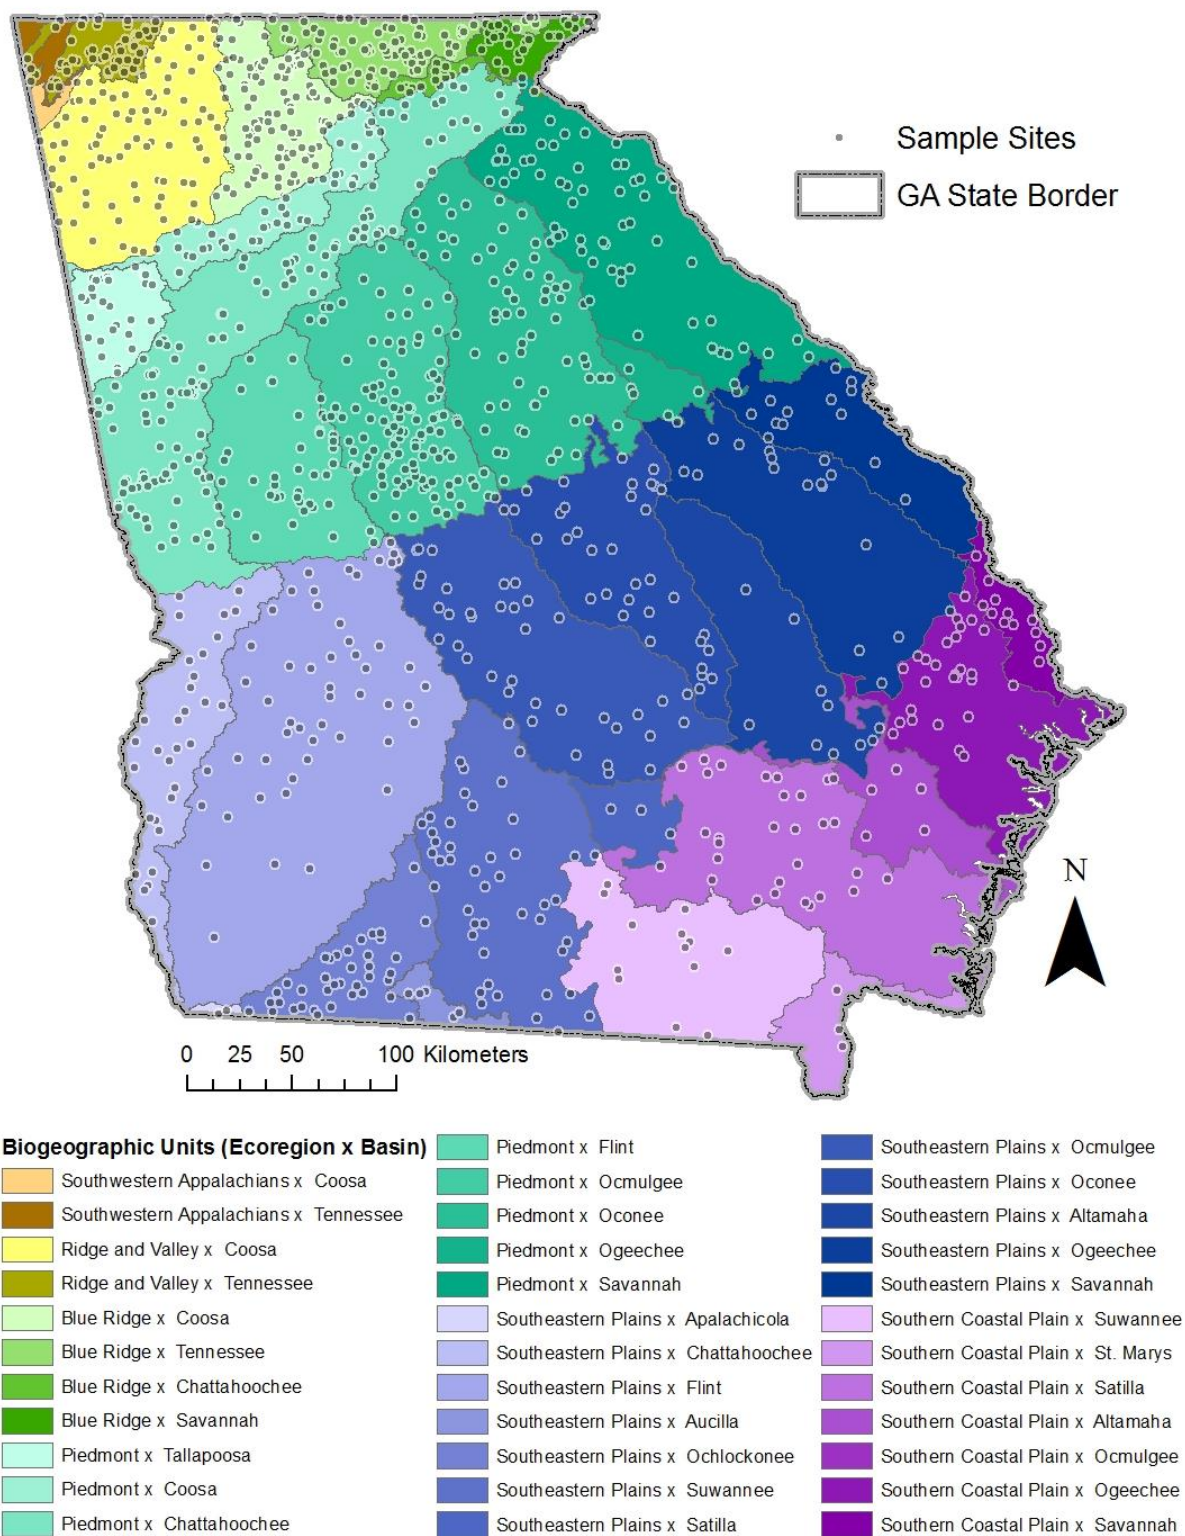 Sample Sites
GA State Border
N
0 25 50 100 Kilometers
Biogeographic Units (Ecoregion x Basin)
Southwestern Appalachians x Coosa
Southwestern Appalachians x Tennessee
Ridge and Valley x Coosa
Ridge and Valley x Tennessee
Blue Ridge x Coosa
Blue Ridge x Tennessee
Blue Ridge x Chattahoochee
Blue Ridge x Savannah
Piedmont x Tallapoosa
Piedmont x Coosa
Piedmont x Chattahoochee
Piedmont x Flint
Piedmont x Ocmulgee
Piedmont x Oconee
Piedmont x Ogeechee
Piedmont x Savannah
Southeastern Plains x Apalachicola
Southeastern Plains x Chattahoochee
Southeastern Plains x Flint
Southeastern Plains x Aucilla
Southeastern Plains x Ochlockonee
Southeastern Plains x Suwannee
Southeastern Plains x Satilla
Southeastern Plains x Ocmulgee
Southeastern Plains x Oconee
Southeastern Plains x Altamaha
Southeastern Plains x Ogeechee
Southeastern Plains x Savannah
Southern Coastal Plain x Suwannee
Southern Coastal Plain x St. Marys
Southern Coastal Plain x Satilla
Southern Coastal Plain x Altamaha
Southern Coastal Plain x Ocmulgee
Southern Coastal Plain x Ogeechee
Southern Coastal Plain x Savannah